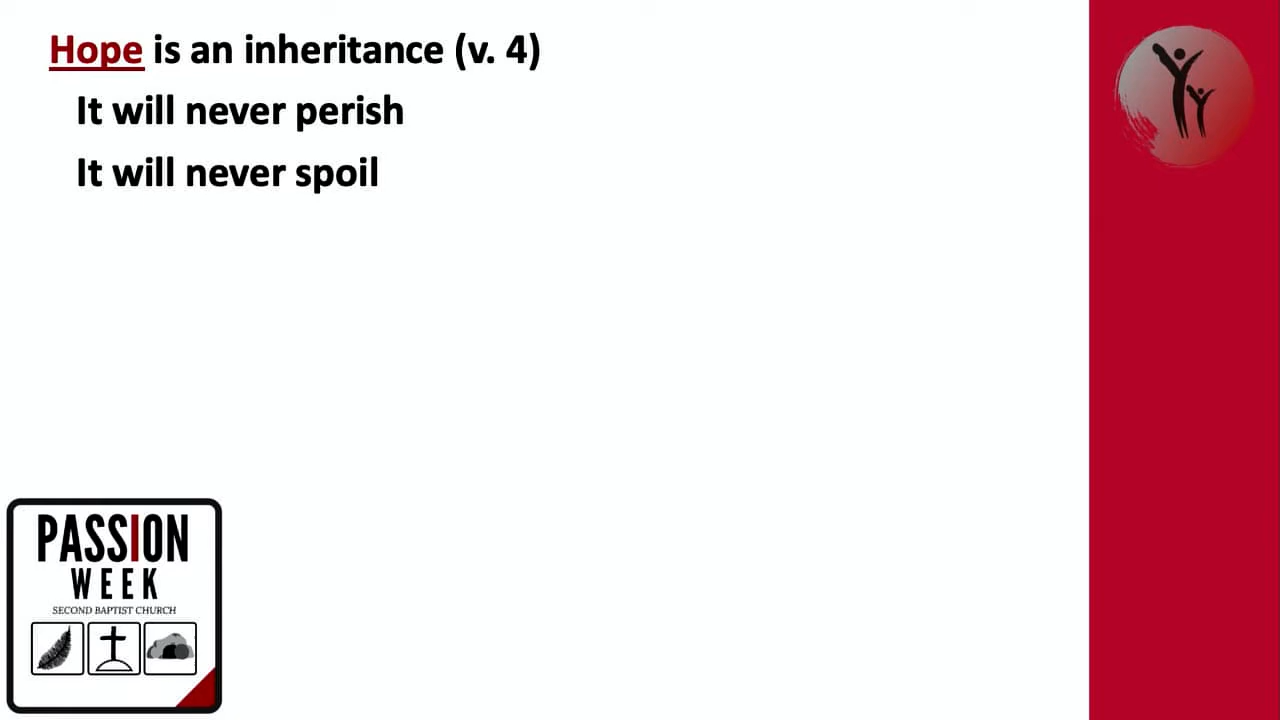 Hope is an inheritance (v. 4)
It will never perish
It will never spoil
PASSION
WEEK
SECOND BAPTIST CHURCH